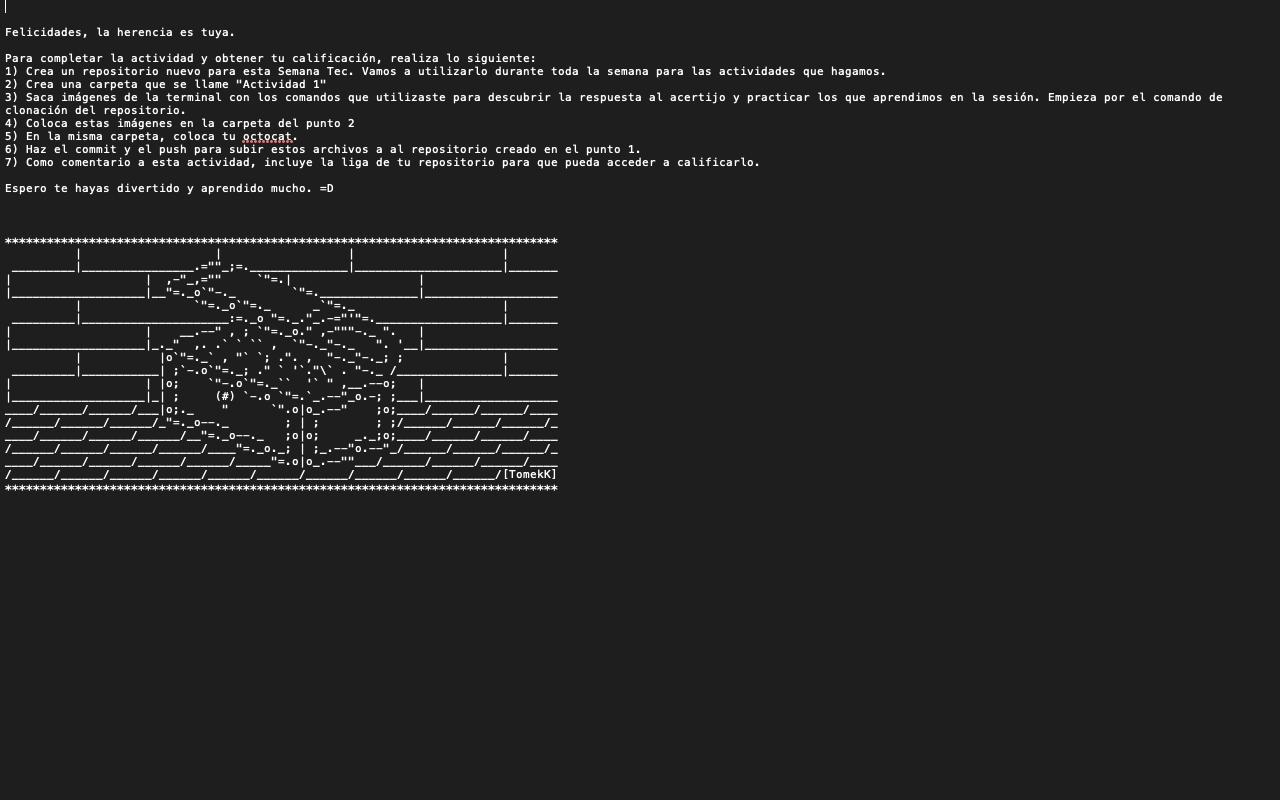 Felicidades, la herencia es tuya.
Para completar la actividad y obtener tu calificación, realiza lo siguiente:
1) Crea un repositorio nuevo para esta Semana Tec. Vamos a utilizarlo durante toda la semana para las actividades que hagamos.
2) Crea una carpeta que se llame "Actividad 1"
3) Saca imágenes de la terminal con los comandos que utilizaste para descubrir la respuesta al acertijo y practicar los que aprendimos en la sesión. Empieza por el comando de
clonación del repositorio.
4) Coloca estas imágenes en la carpeta del punto 2
5) En la misma carpeta, coloca tu octocat.
6) Haz el commit y el push para subir estos archivos a al repositorio creado en el punto 1.
7) Como comentario a esta actividad, incluye la liga de tu repositorio para que pueda acceder a calificarlo.
Espero te hayas divertido y aprendido mucho. =D
[TomekK]